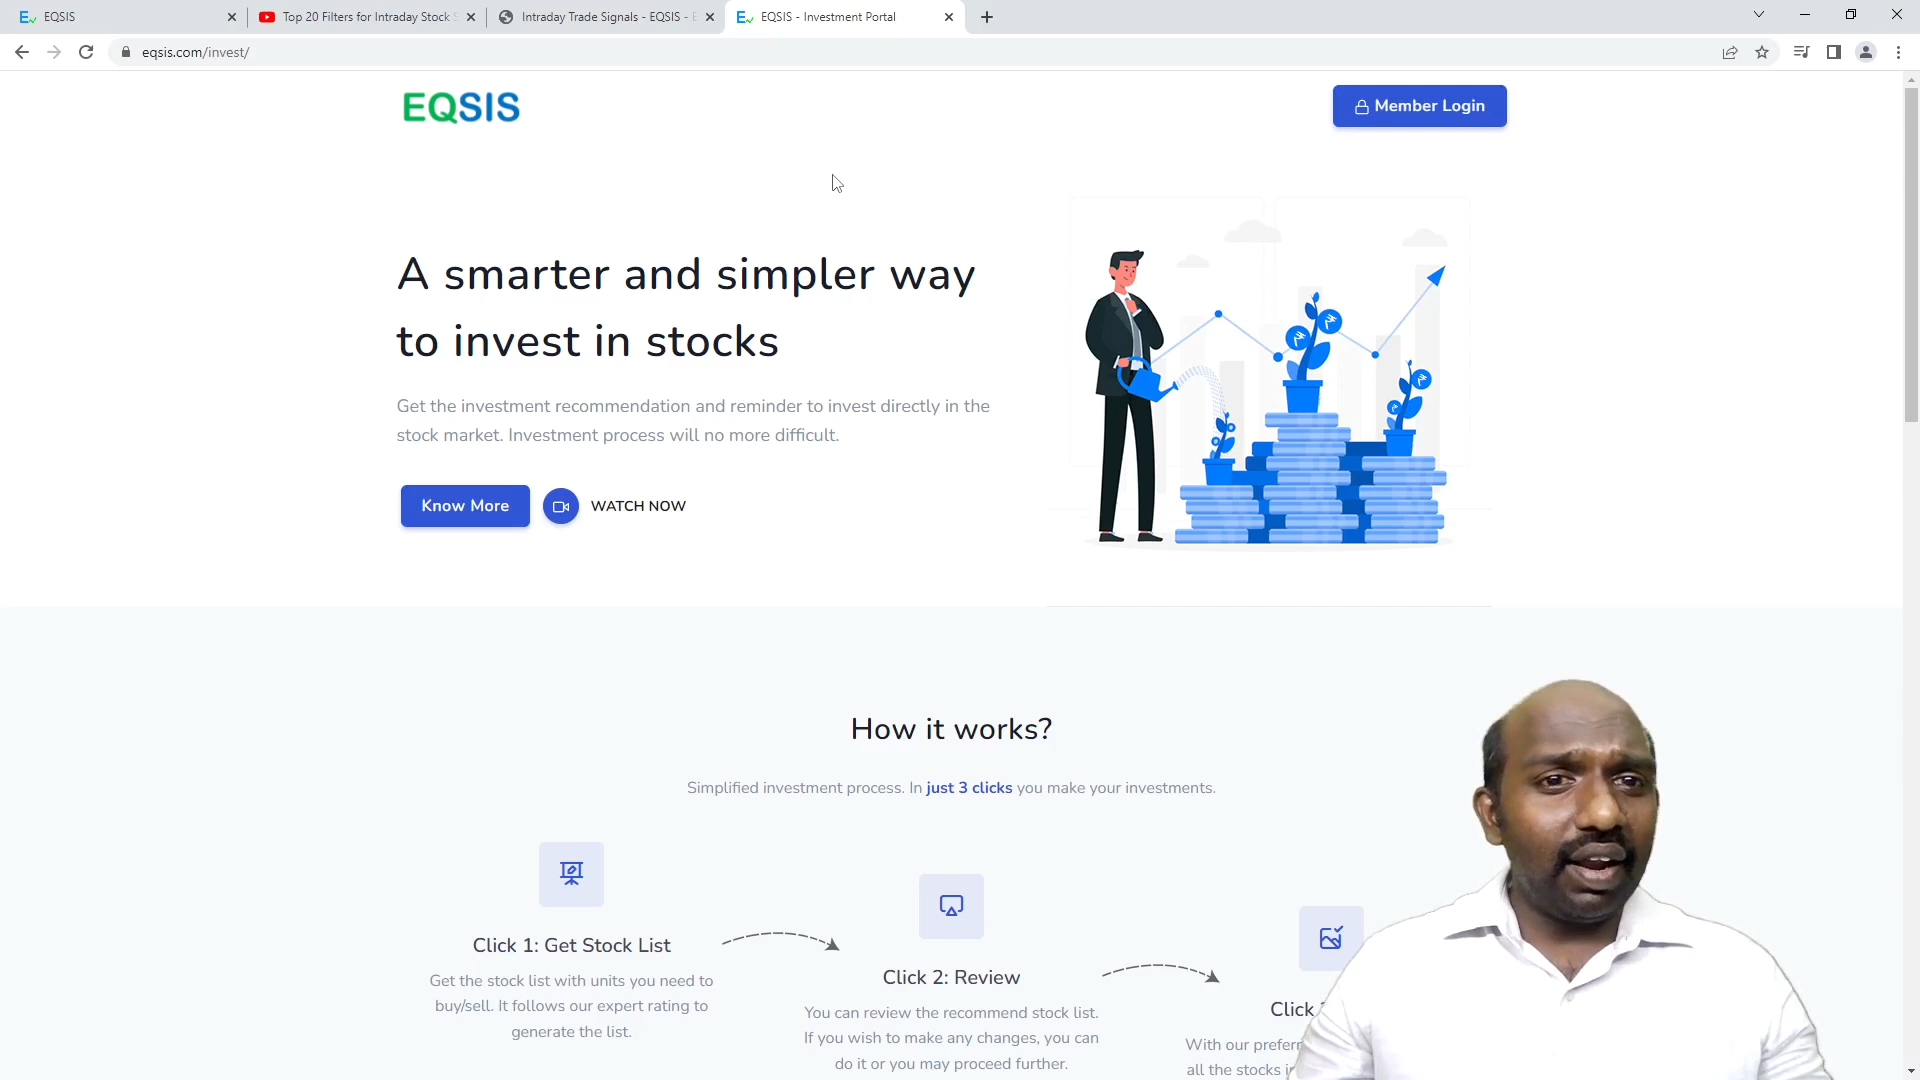 EQSIS
Top 20 Filters for Intraday Stock S
Intraday Trade Signals - EQSIS - E
EQSIS - Investment Portal
eqsis.com/invest/
EQSIS
Member Login
A smarter and simpler way
to invest in stocks
Get the investment recommendation and reminder to invest directly in the
stock market. Investment process will no more difficult.
Know More
WATCH NOW
How it works?
Simplified investment process. In just 3 clicks you make your investments.
Click 1: Get Stock List
Get the stock list with units you need to
buy/sell. It follows our expert rating to
generate the list.
Click 2: Review
You can review the recommend stock list.
If you wish to make any changes, you can
do it or you may proceed further.
Click
With our prefer
all the stocks i